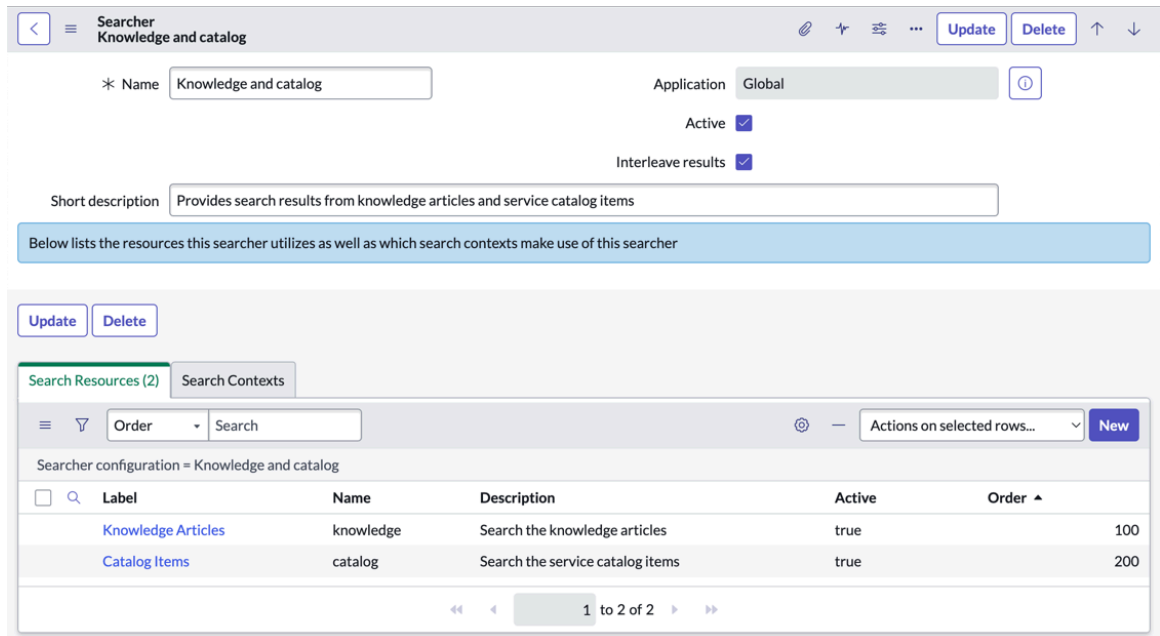 Searcher
Knowledge and catalog
Update
Delete
Name
Knowledge and catalog
Application
Global
Active
Interleave results
Short description
Provides search results from knowledge articles and service catalog items
Below lists the resources this searcher utilizes as well as which search contexts make use of this searcher
Update
Delete
Search Resources (2)
Search Contexts
Order
Search
Actions on selected rows...
New
Searcher configuration = Knowledge and catalog
Label Name Description Active Order
Knowledge Articles knowledge Search the knowledge articles true 100
Catalog Items catalog Search the service catalog items true 200
1 to 2 of 2